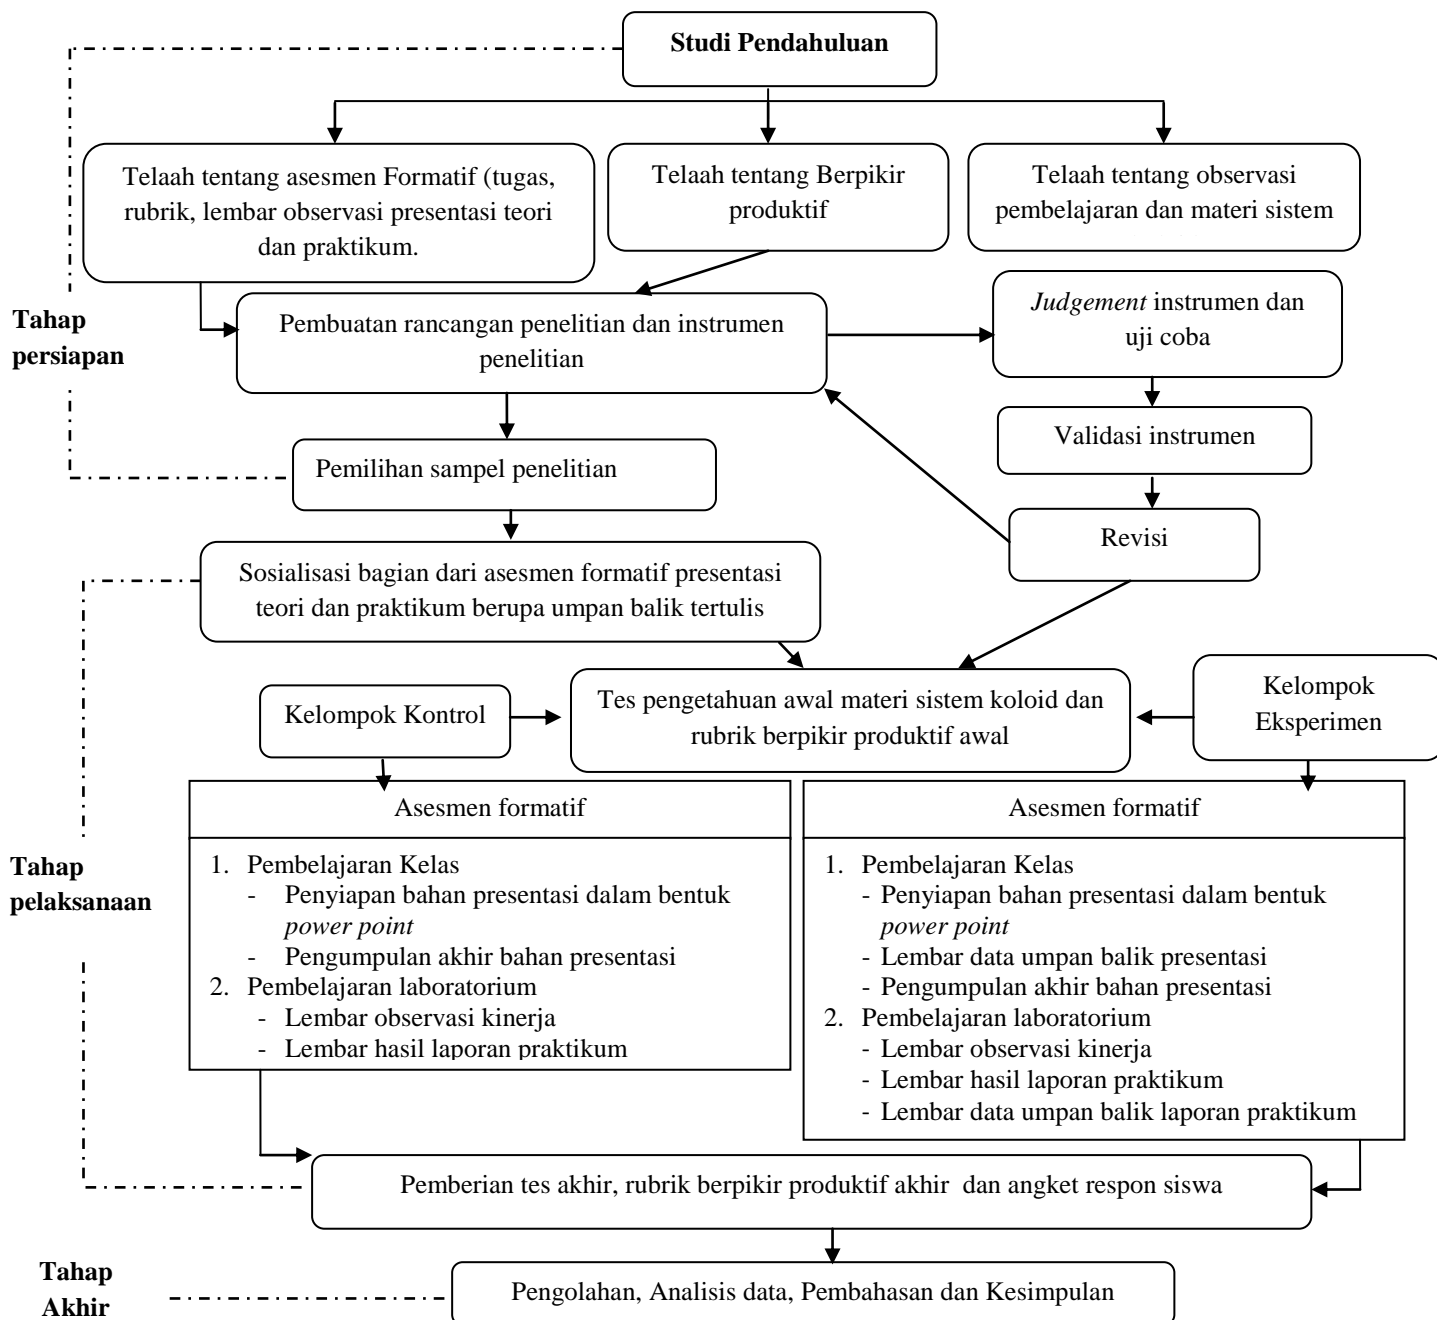 Studi Pendahuluan
Telaah tentang asesmen Formatif (tugas,
rubrik, lembar observasi presentasi teori
dan praktikum.
Telaah tentang Berpikir
produktif
Telaah tentang observasi
pembelajaran dan materi sistem
Tahap
persiapan
Pembuatan rancangan penelitian dan instrumen
penelitian
Judgement instrumen dan
uji coba
Validasi instrumen
Pemilihan sampel penelitian
Revisi
Sosialisasi bagian dari asesmen formatif presentasi
teori dan praktikum berupa umpan balik tertulis
Kelompok Kontrol
Tes pengetahuan awal materi sistem koloid dan
rubrik berpikir produktif awal
Kelompok
Eksperimen
Tahap
pelaksanaan
Asesmen formatif
1. Pembelajaran Kelas
- Penyiapan bahan presentasi dalam bentuk
power point
- Pengumpulan akhir bahan presentasi
2. Pembelajaran laboratorium
- Lembar observasi kinerja
- Lembar hasil laporan praktikum
Asesmen formatif
1. Pembelajaran Kelas
- Penyiapan bahan presentasi dalam bentuk
power point
- Lembar data umpan balik presentasi
- Pengumpulan akhir bahan presentasi
2. Pembelajaran laboratorium
- Lembar observasi kinerja
- Lembar hasil laporan praktikum
- Lembar data umpan balik laporan praktikum
Pemberian tes akhir, rubrik berpikir produktif akhir dan angket respon siswa
Tahap
Akhir
Pengolahan, Analisis data, Pembahasan dan Kesimpulan